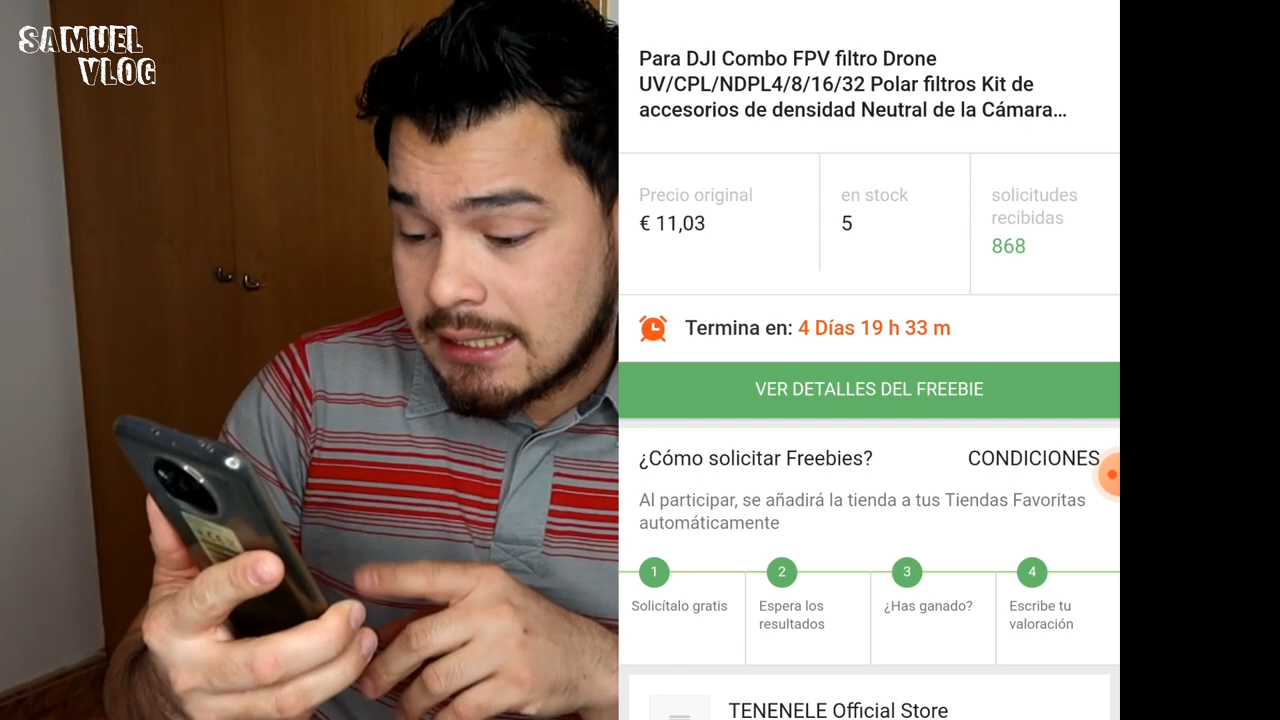 SAMUEL
VLOG
Para DJI Combo FPV filtro Drone
UV/CPL/NDPL4/8/16/32 Polar filtros Kit de
accesorios de densidad Neutral de la Cámara...
Precio original
€ 11,03
en stock
5
solicitudes
recibidas
868
Termina en: 4 Días 19 h 33 m
VER DETALLES DEL FREEBIE
¿Cómo solicitar Freebies?
CONDICIONES
Al participar, se añadirá la tienda a tus Tiendas Favoritas
automáticamente
1
Solicítalo gratis
2
Espera los
resultados
3
¿Has ganado?
4
Escribe tu
valoración
TENENELE Official Store